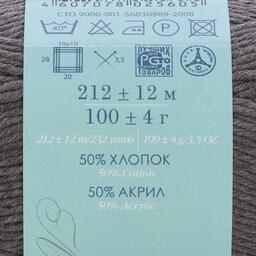 4607078025605
СТО 9000-001-56830989-2008
40°
10x10
28
20
3,5
ЛУЧШИХ
ТОВАРОВ
212 ± 12 м
100 ± 4 г
212 ± 12 m/232 yards | 100 ± 4 g/3,5 OZ
50% ХЛОПОК
50% Cotton
50% АКРИЛ
50% Acrylic